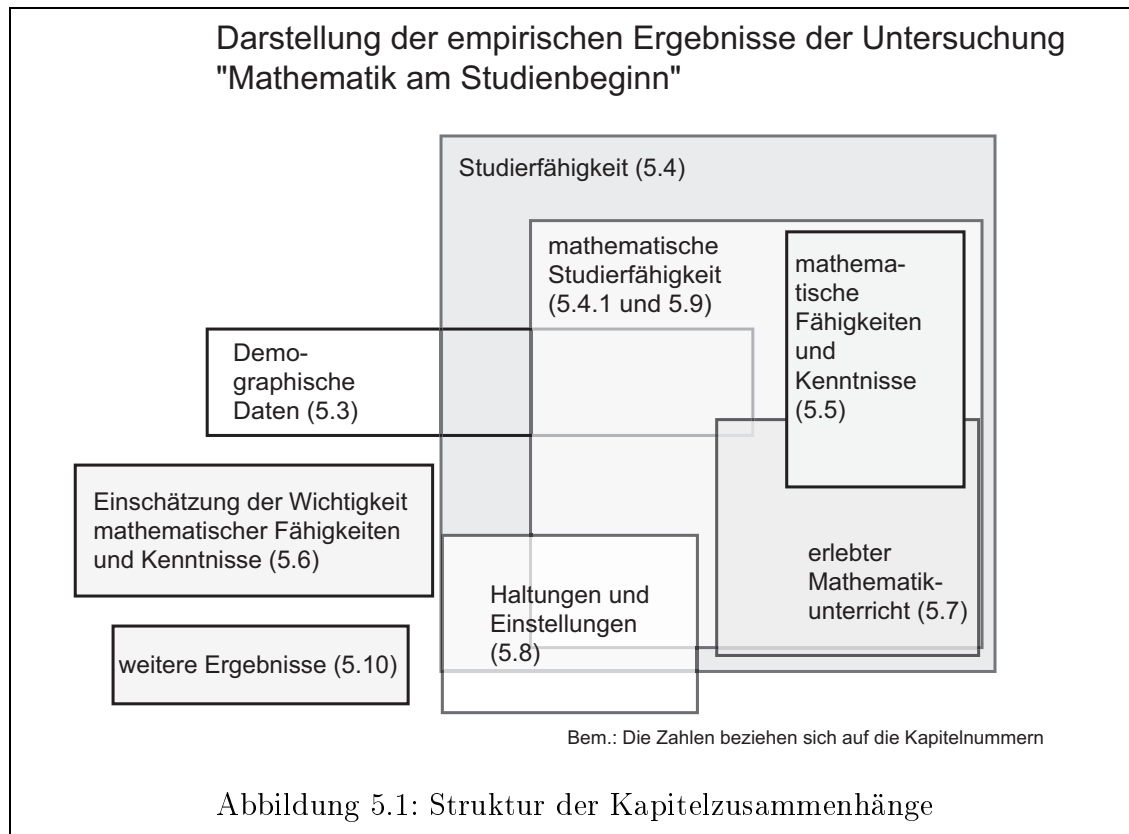 Darstellung der empirischen Ergebnisse der Untersuchung
"Mathematik am Studienbeginn"
Studierfähigkeit (5.4)
mathematische
Studierfähigkeit
(5.4.1 und 5.9)
mathema-
tische
Fähigkeiten
und
Kenntnisse
(5.5)
Demo-
graphische
Daten (5.3)
Einschätzung der Wichtigkeit
mathematischer Fähigkeiten
und Kenntnisse (5.6)
erlebter
Mathematik-
unterricht (5.7)
Haltungen und
Einstellungen
(5.8)
weitere Ergebnisse (5.10)
Bem.: Die Zahlen beziehen sich auf die Kapitelnummern
Abbildung 5.1: Struktur der Kapitelzusammenhänge